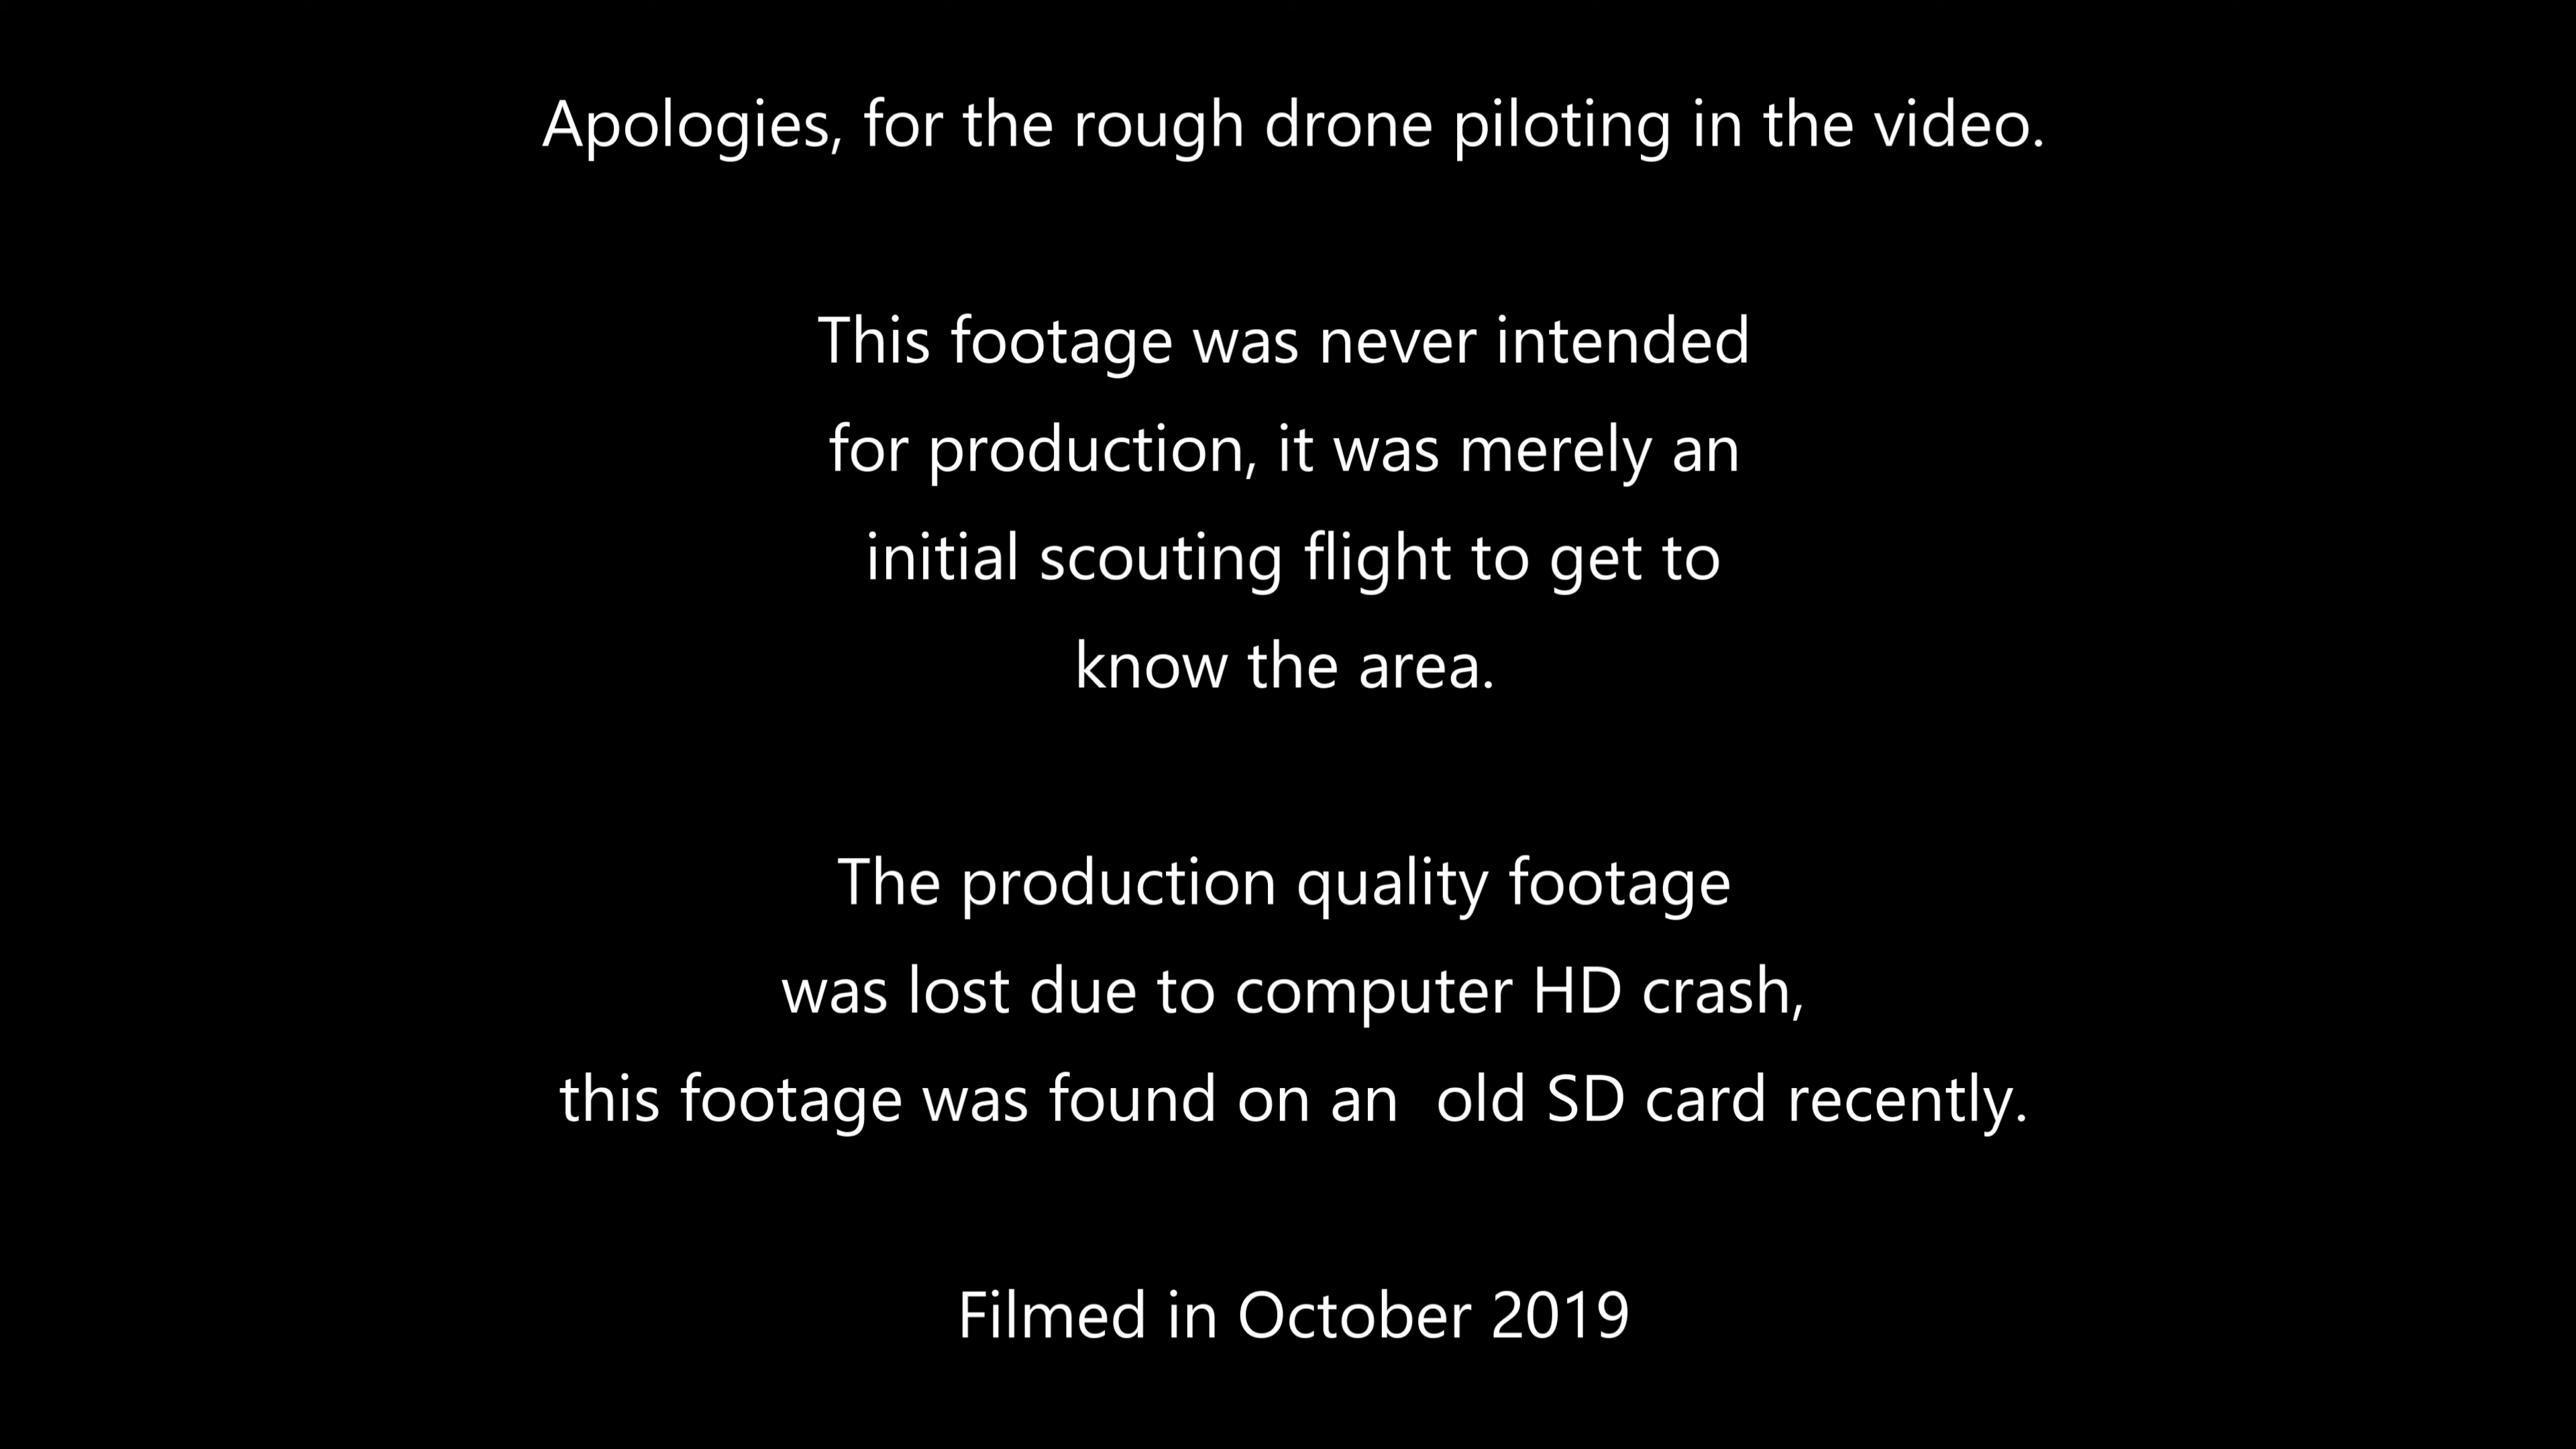 Apologies, for the rough drone piloting in the video.
This footage was never intended
for production, it was merely an
initial scouting flight to get to
know the area.
The production quality footage
was lost due to computer HD crash,
this footage was found on an  old SD card recently.
Filmed in October 2019